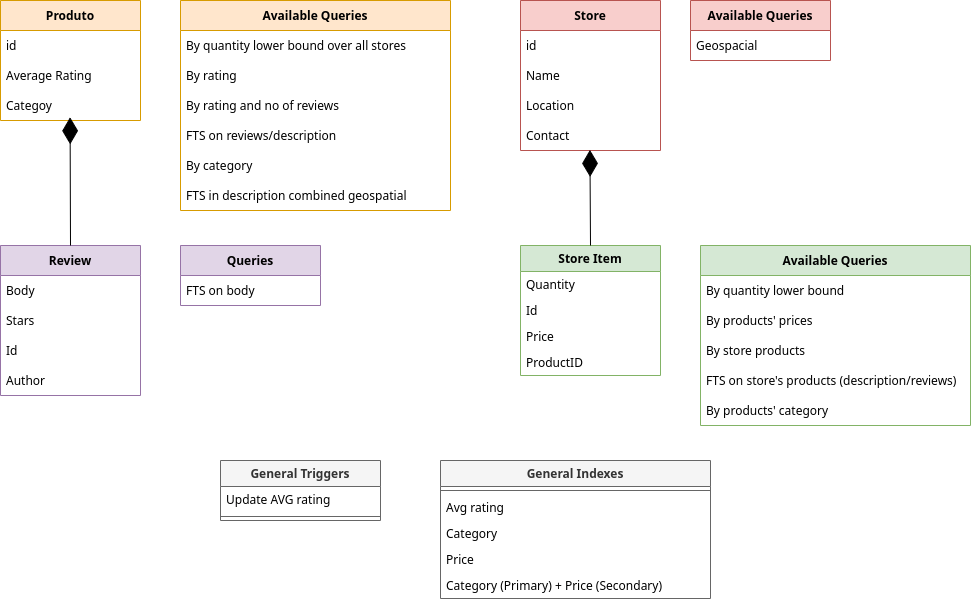 Produto
id
Average Rating
Categoy
Available Queries
By quantity lower bound over all stores
By rating
By rating and no of reviews
FTS on reviews/description
By category
FTS in description combined geospatial
Store
id
Name
Location
Contact
Available Queries
Geospacial
Review
Body
Stars
Id
Author
Queries
FTS on body
Store Item
Quantity
Id
Price
ProductID
Available Queries
By quantity lower bound
By products' prices
By store products
FTS on store's products (description/reviews)
By products' category
General Triggers
Update AVG rating
General Indexes
Avg rating
Category
Price
Category (Primary) + Price (Secondary)